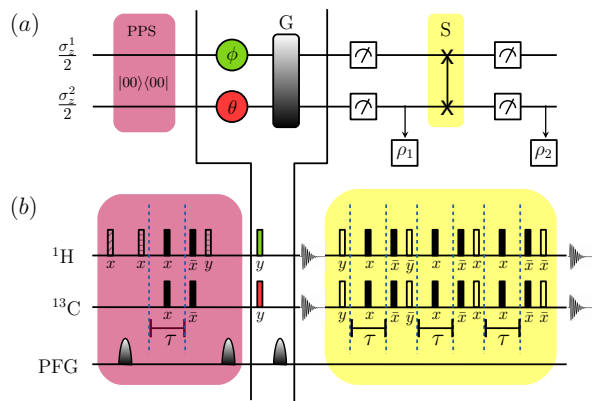 (a) PPS G S
σ_z^1/2 ϕ
|00⟩⟨00|
σ_z^2/2 θ
ρ_1 ρ_2
(b)
^1H
x x x x̄ y y y x x̄ ȳ x x̄ x x x̄ x̄
^13C
x x̄ y y x x̄ ȳ x x̄ x x x̄ x̄
τ τ τ τ
PFG